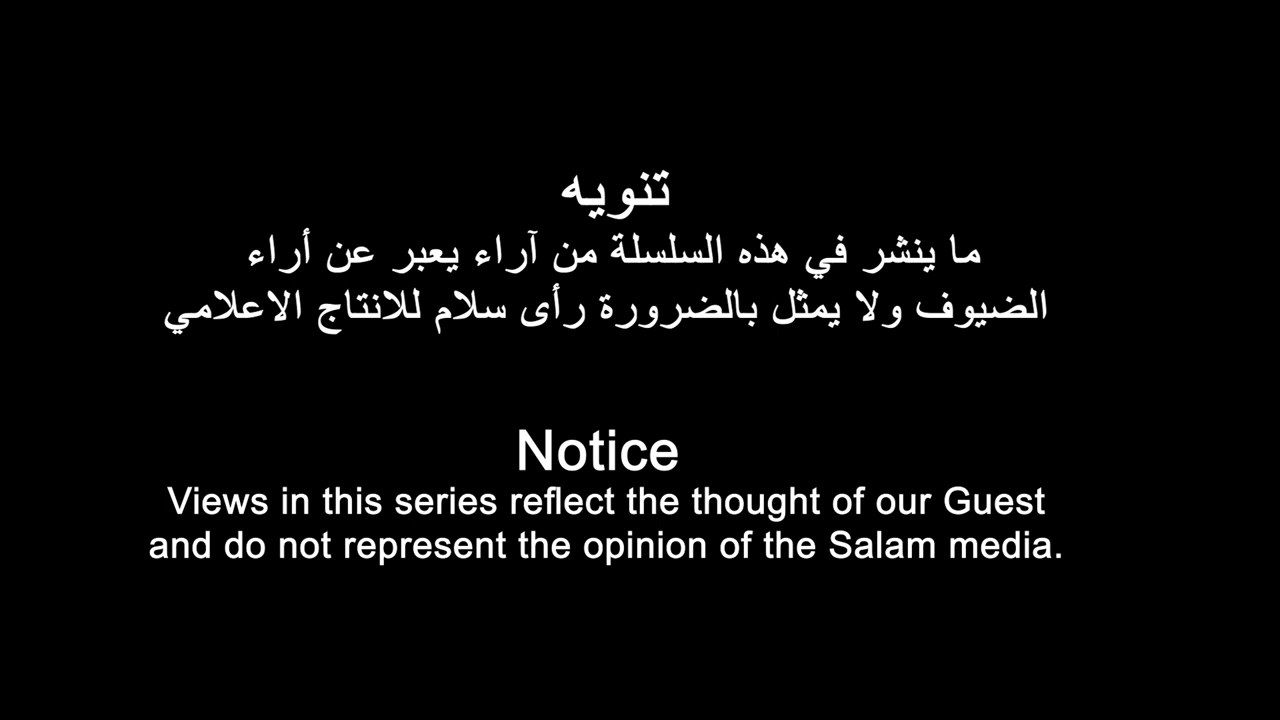 تنويه
ما ينشر في هذه السلسلة من آراء يعبر عن أراء
الضيوف ولا يمثل بالضرورة رأى سلام للانتاج الاعلامي
Notice
Views in this series reflect the thought of our Guest
and do not represent the opinion of the Salam media.